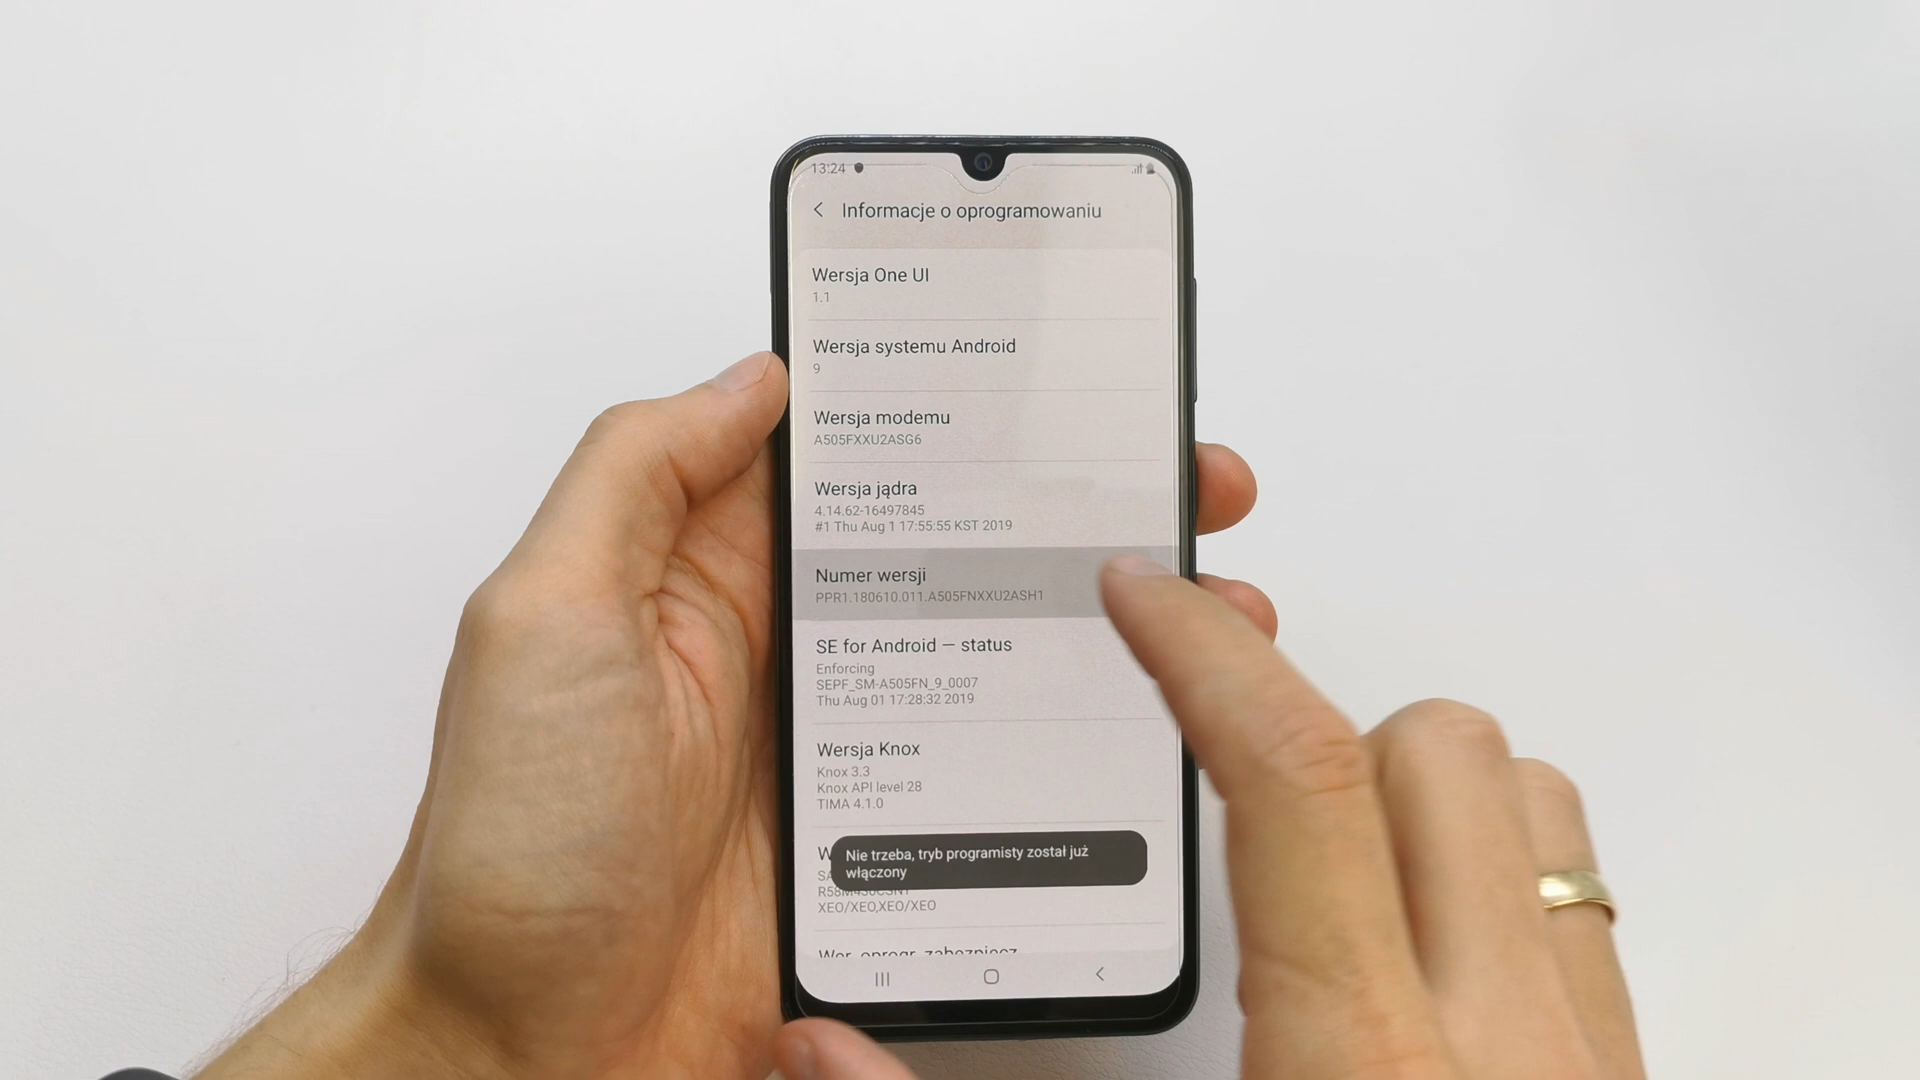 13:24
Informacje o oprogramowaniu
Wersja One UI
1.1
Wersja systemu Android
9
Wersja modemu
A505FXXU2ASG6
Wersja jądra
4.14.62-16497845
#1 Thu Aug 1 17:55:55 KST 2019
Numer wersji
PPR1.180610.011.A505FNXXU2ASH1
SE for Android — status
Enforcing
SEPF_SM-A505FN_9_0007
Thu Aug 01 17:28:32 2019
Wersja Knox
Knox 3.3
Knox API level 28
TIMA 4.1.0
Nie trzeba, tryb programisty został już
włączony
XEO/XEO,XEO/XEO